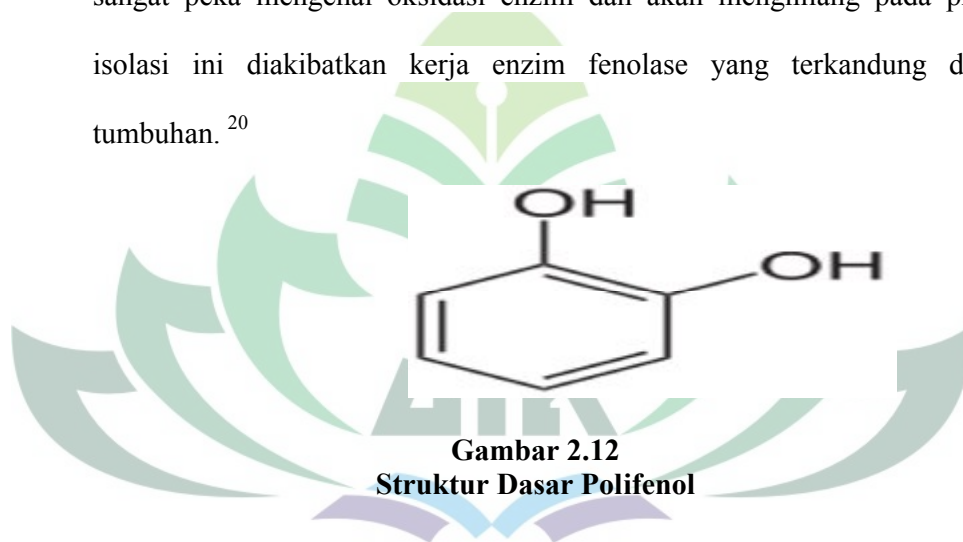 sangat peka mengenai oksidasi enzim dan akan menghilang pada
isolasi ini diakibatkan kerja enzim fenolase yang terkandung
tumbuhan. 20
OH
OH
Gambar 2.12
Struktur Dasar Polifenol